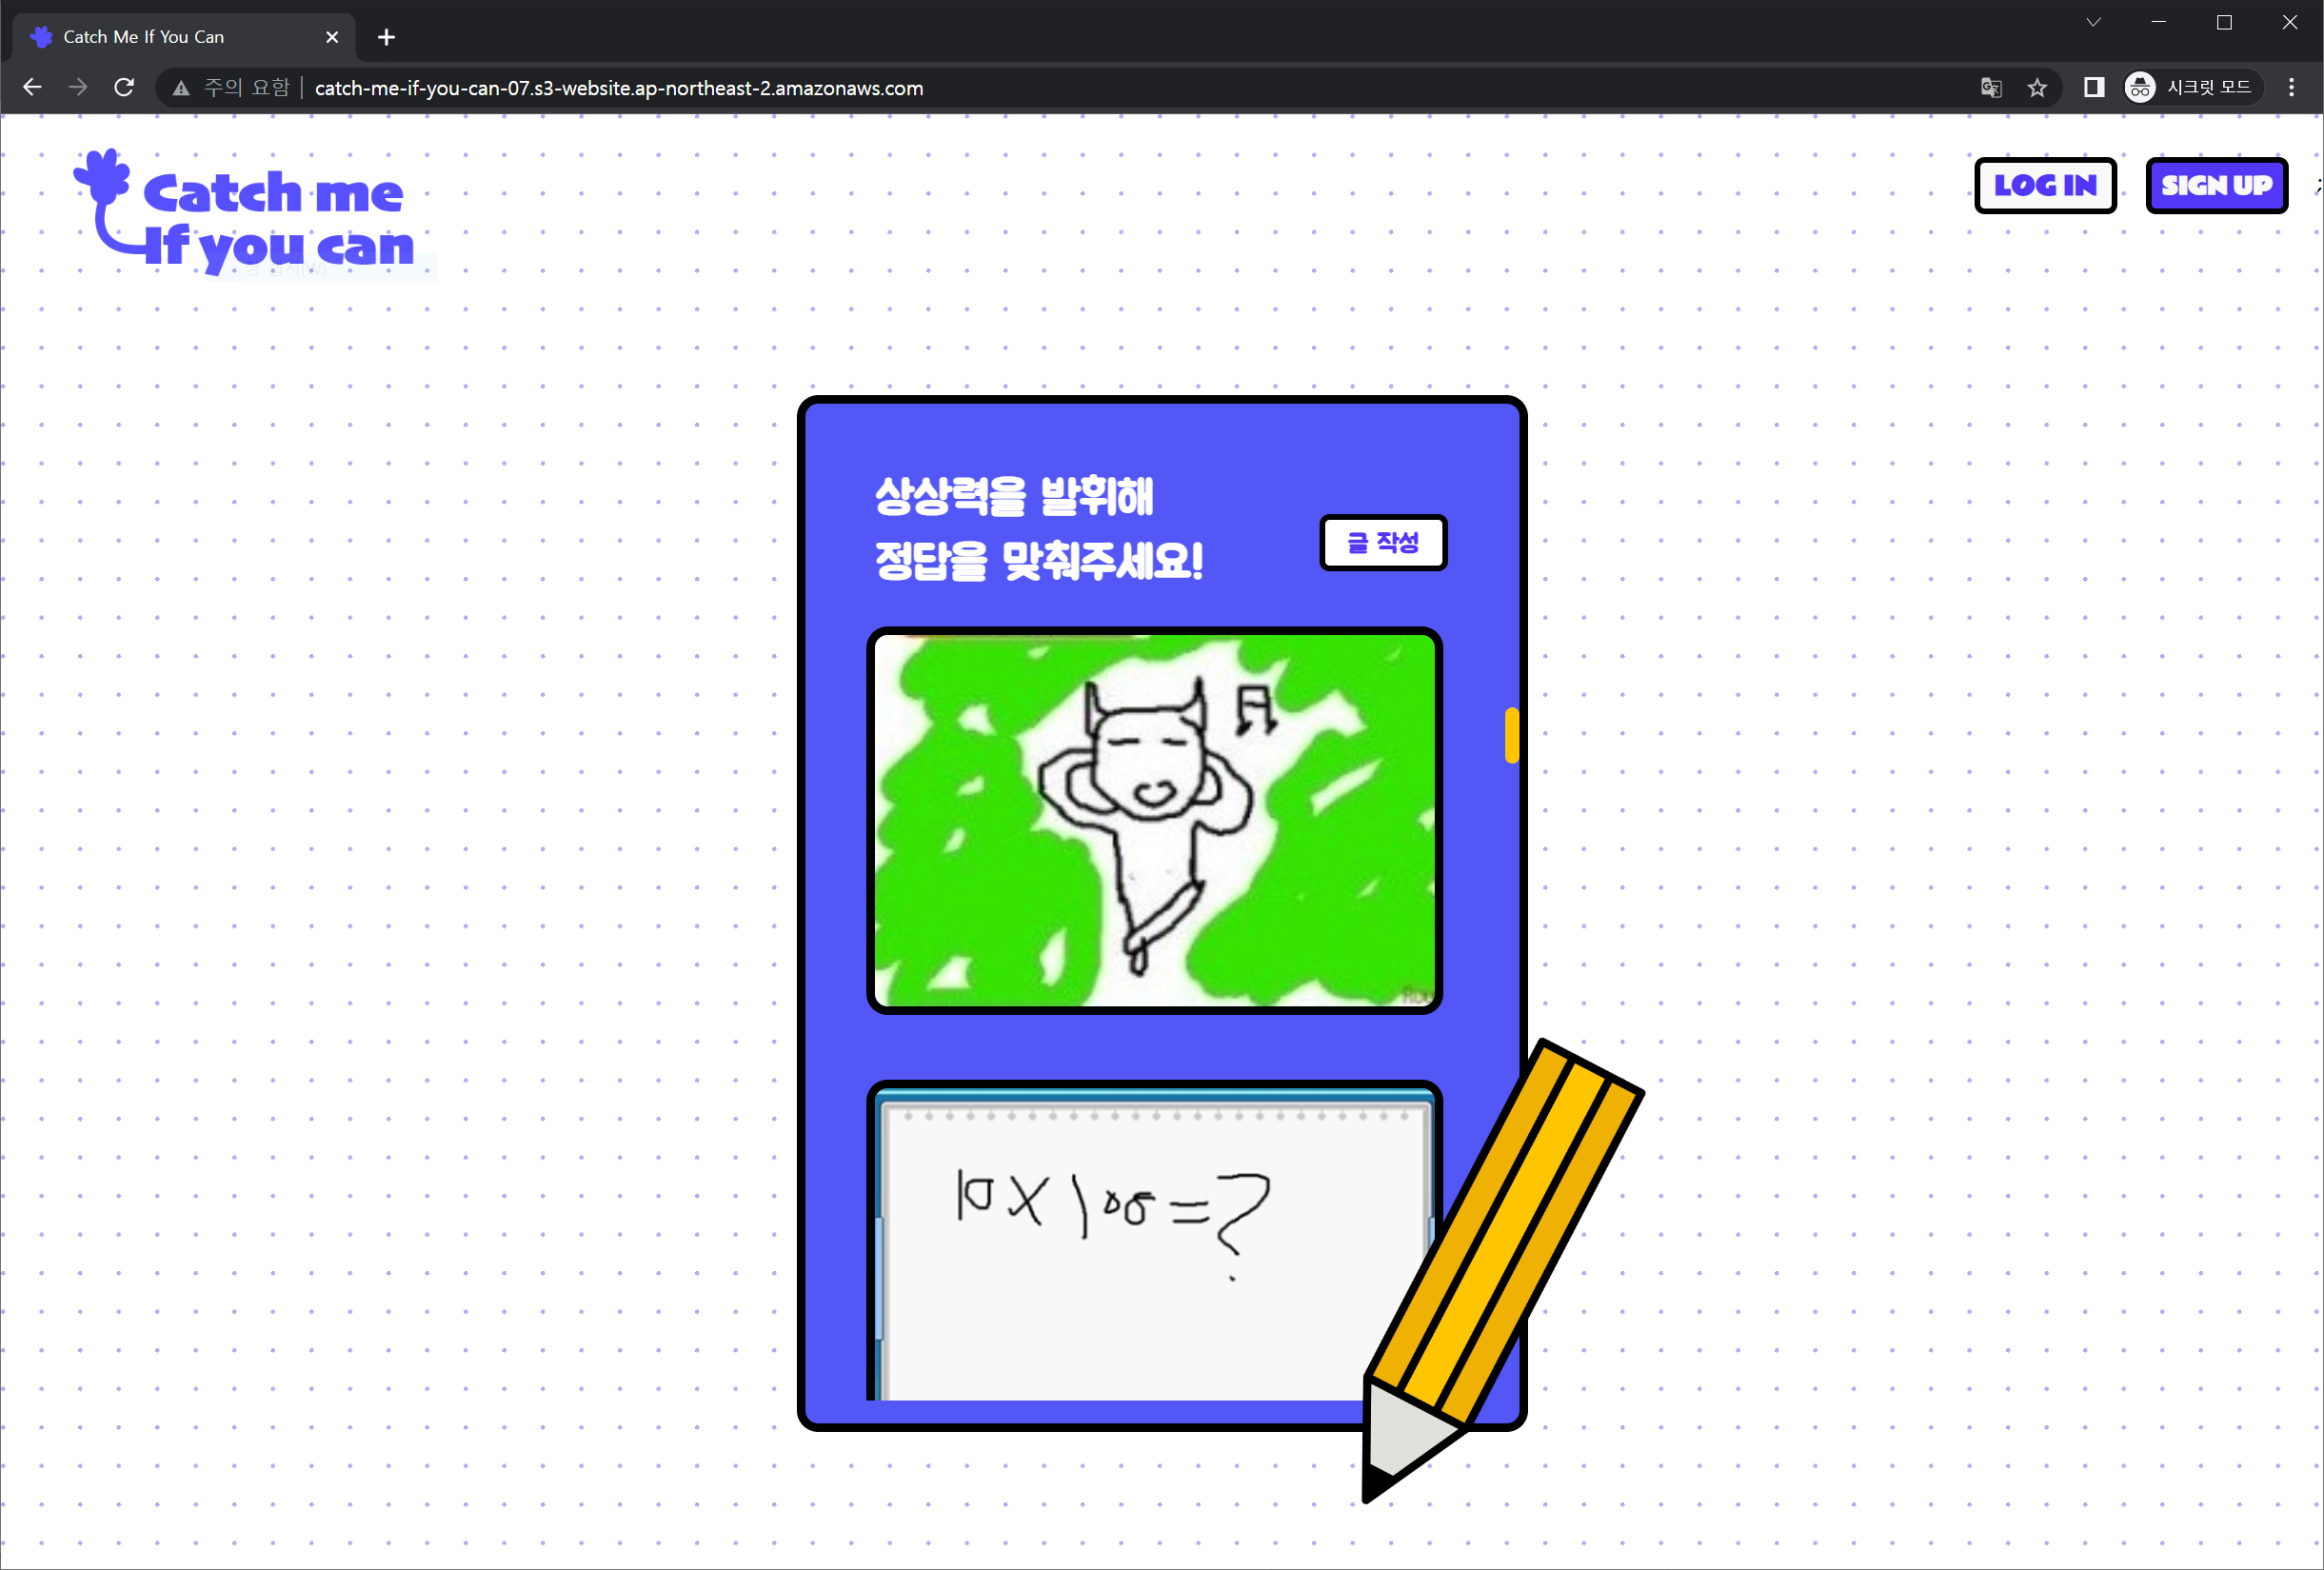 Catch Me If You Can
주의 요함
catch-me-if-you-can-07.s3-website.ap-northeast-2.amazonaws.com
시크릿 모드
Catch me
If you can
LOG IN
SIGN UP
상상력을 발휘해
정답을 맞춰주세요!
글 작성
10 X 100 = ?